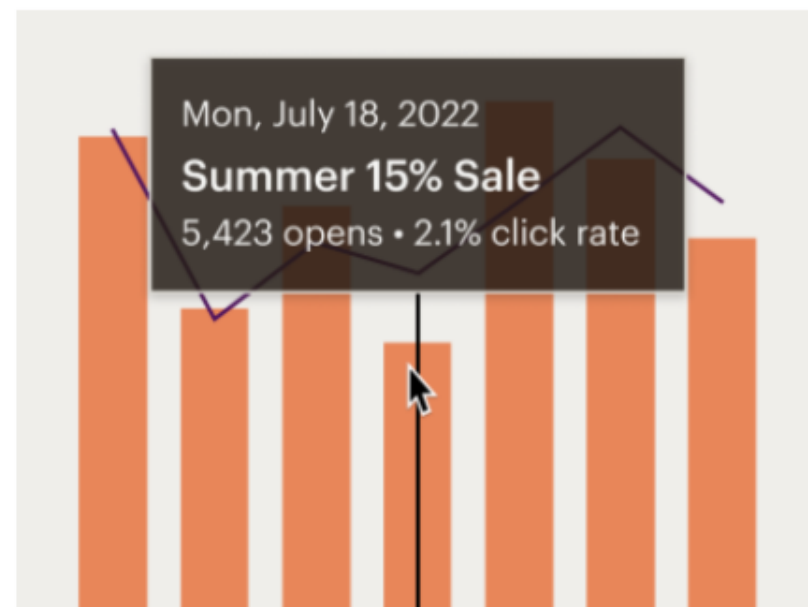 Mon, July 18, 2022
Summer 15% Sale
5,423 opens • 2.1% click rate